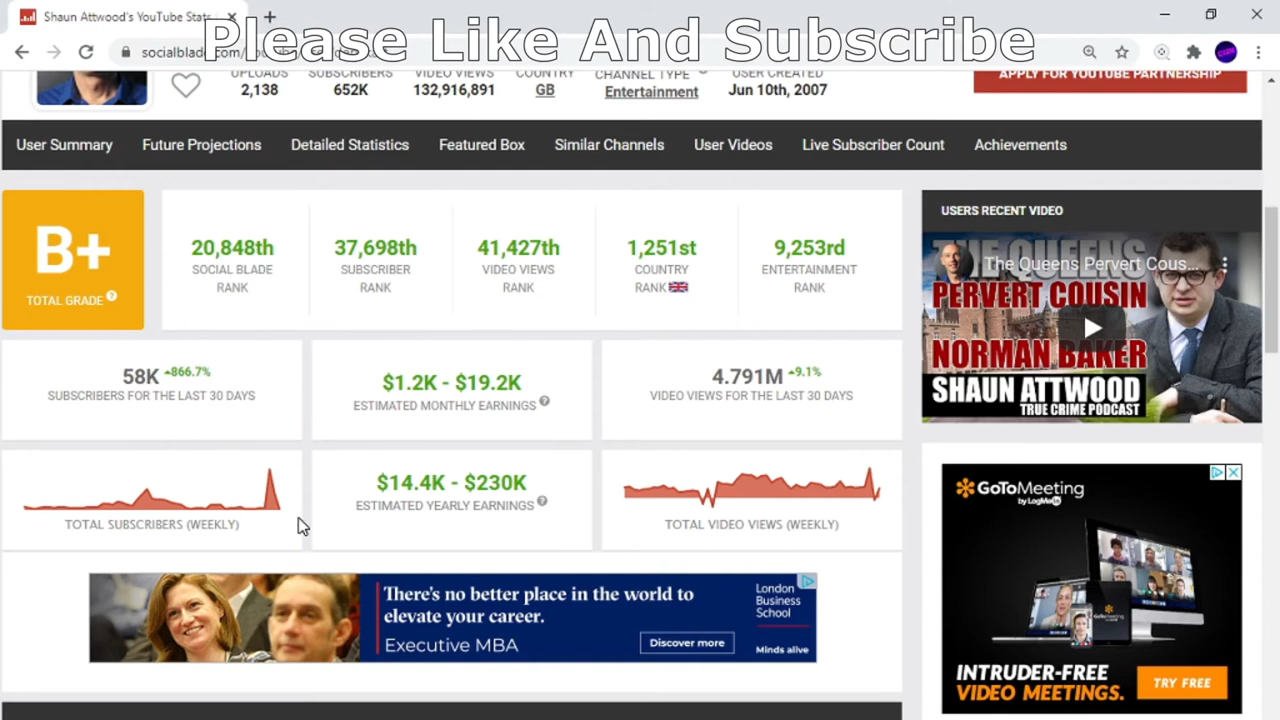 Shaun Attwood's YouTube Stats
Please Like And Subscribe
socialblade.com
UPLOADS
2,138
SUBSCRIBERS
652K
VIDEO VIEWS
132,916,891
COUNTRY
GB
CHANNEL TYPE
Entertainment
USER CREATED
Jun 10th, 2007
APPLY FOR YOUTUBE PARTNERSHIP
User Summary
Future Projections
Detailed Statistics
Featured Box
Similar Channels
User Videos
Live Subscriber Count
Achievements
B+
TOTAL GRADE
20,848th
SOCIAL BLADE
RANK
37,698th
SUBSCRIBER
RANK
41,427th
VIDEO VIEWS
RANK
1,251st
COUNTRY
RANK
9,253rd
ENTERTAINMENT
RANK
USERS RECENT VIDEO
THE QUEENS
The Queens Pervert Cous...
PERVERT COUSIN
NORMAN BAKER
SHAUN ATTWOOD
TRUE CRIME PODCAST
58K 866.7%
SUBSCRIBERS FOR THE LAST 30 DAYS
$1.2K - $19.2K
ESTIMATED MONTHLY EARNINGS
4.791M 9.1%
VIDEO VIEWS FOR THE LAST 30 DAYS
TOTAL SUBSCRIBERS (WEEKLY)
$14.4K - $230K
ESTIMATED YEARLY EARNINGS
TOTAL VIDEO VIEWS (WEEKLY)
There's no better place in the world to
elevate your career.
Executive MBA
Discover more
London
Business
School
Minds alive
GoToMeeting
by LogMeIn
INTRUDER-FREE
VIDEO MEETINGS.
TRY FREE